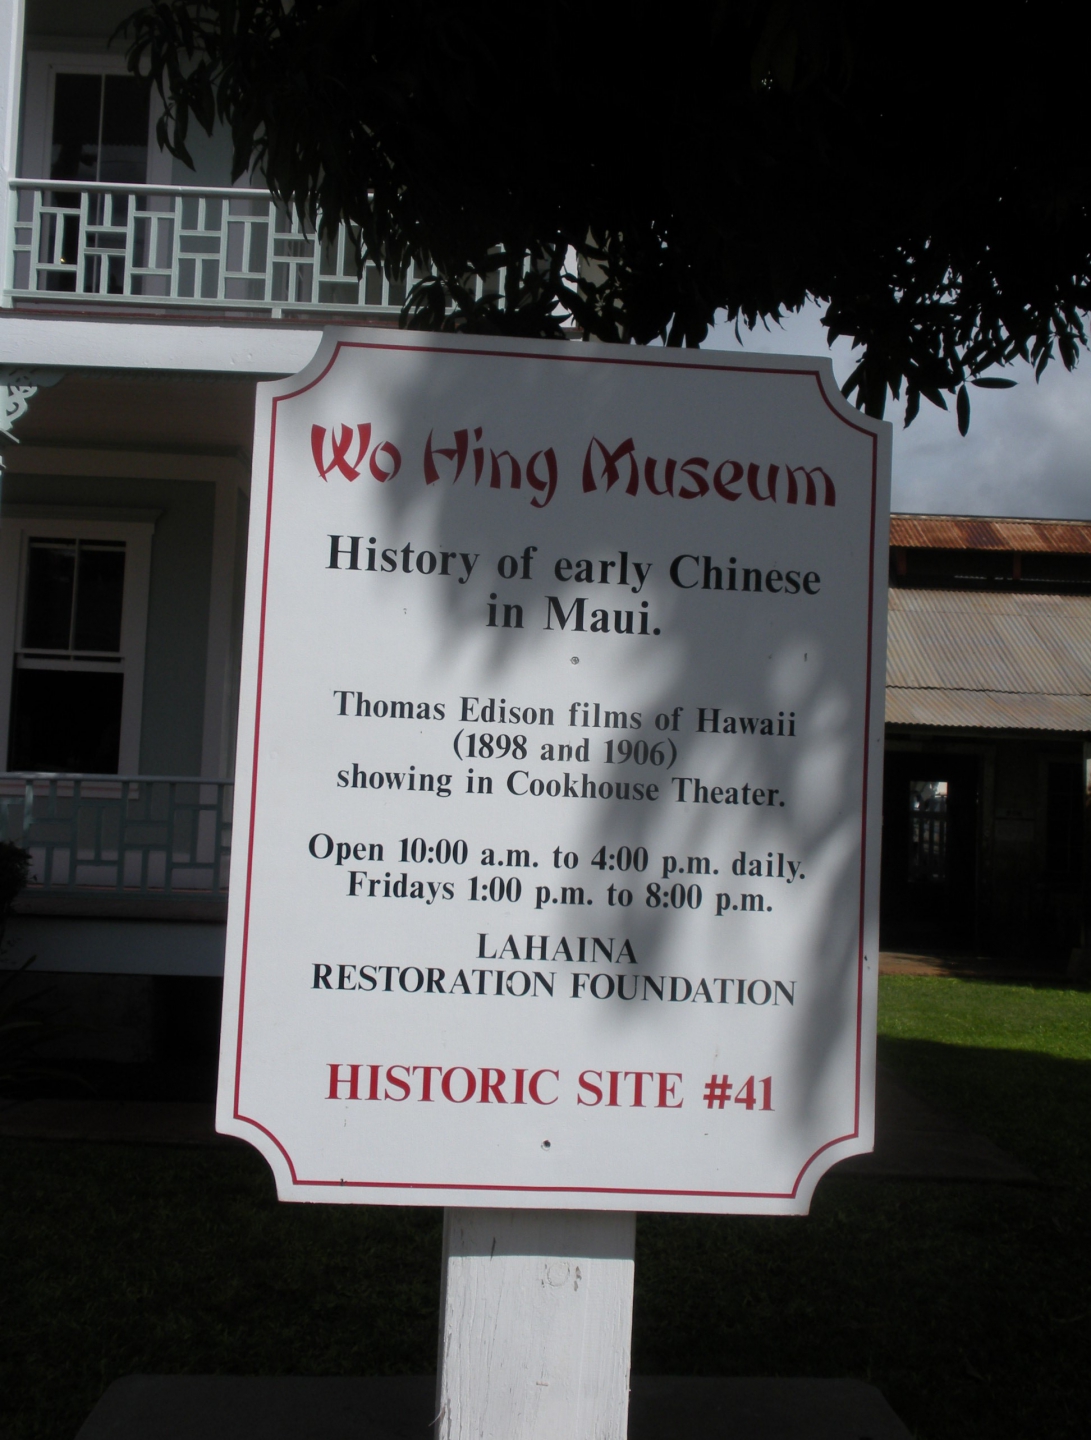 Wo Hing Museum
History of early Chinese
in Maui.
Thomas Edison films of Hawaii
(1898 and 1906)
showing in Cookhouse Theater.
Open 10:00 a.m. to 4:00 p.m. daily.
Fridays 1:00 p.m. to 8:00 p.m.
LAHAINA
RESTORATION FOUNDATION
HISTORIC SITE #41